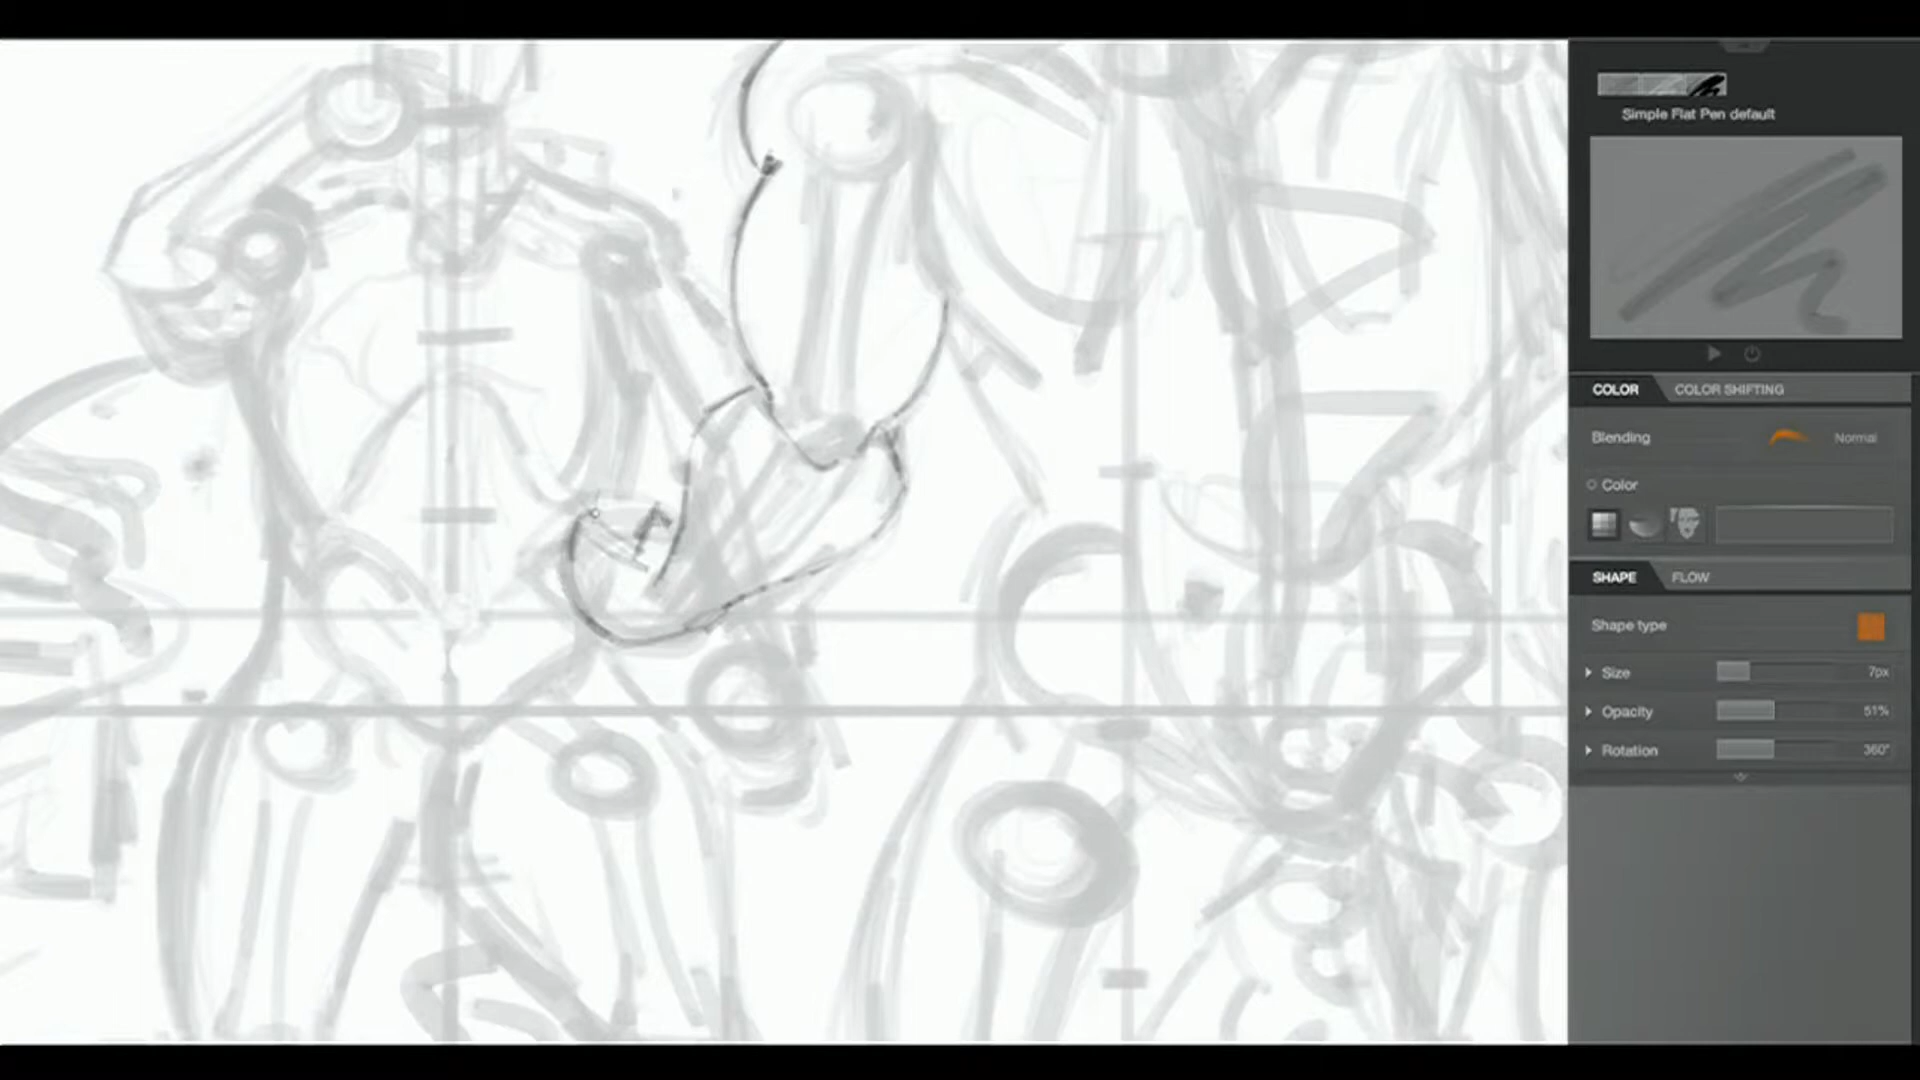 Simple Flat Pen default
COLOR COLOR SHIFTING
Blending Normal
Color
SHAPE FLOW
Shape type
Size 7px
Opacity 51%
Rotation 360°